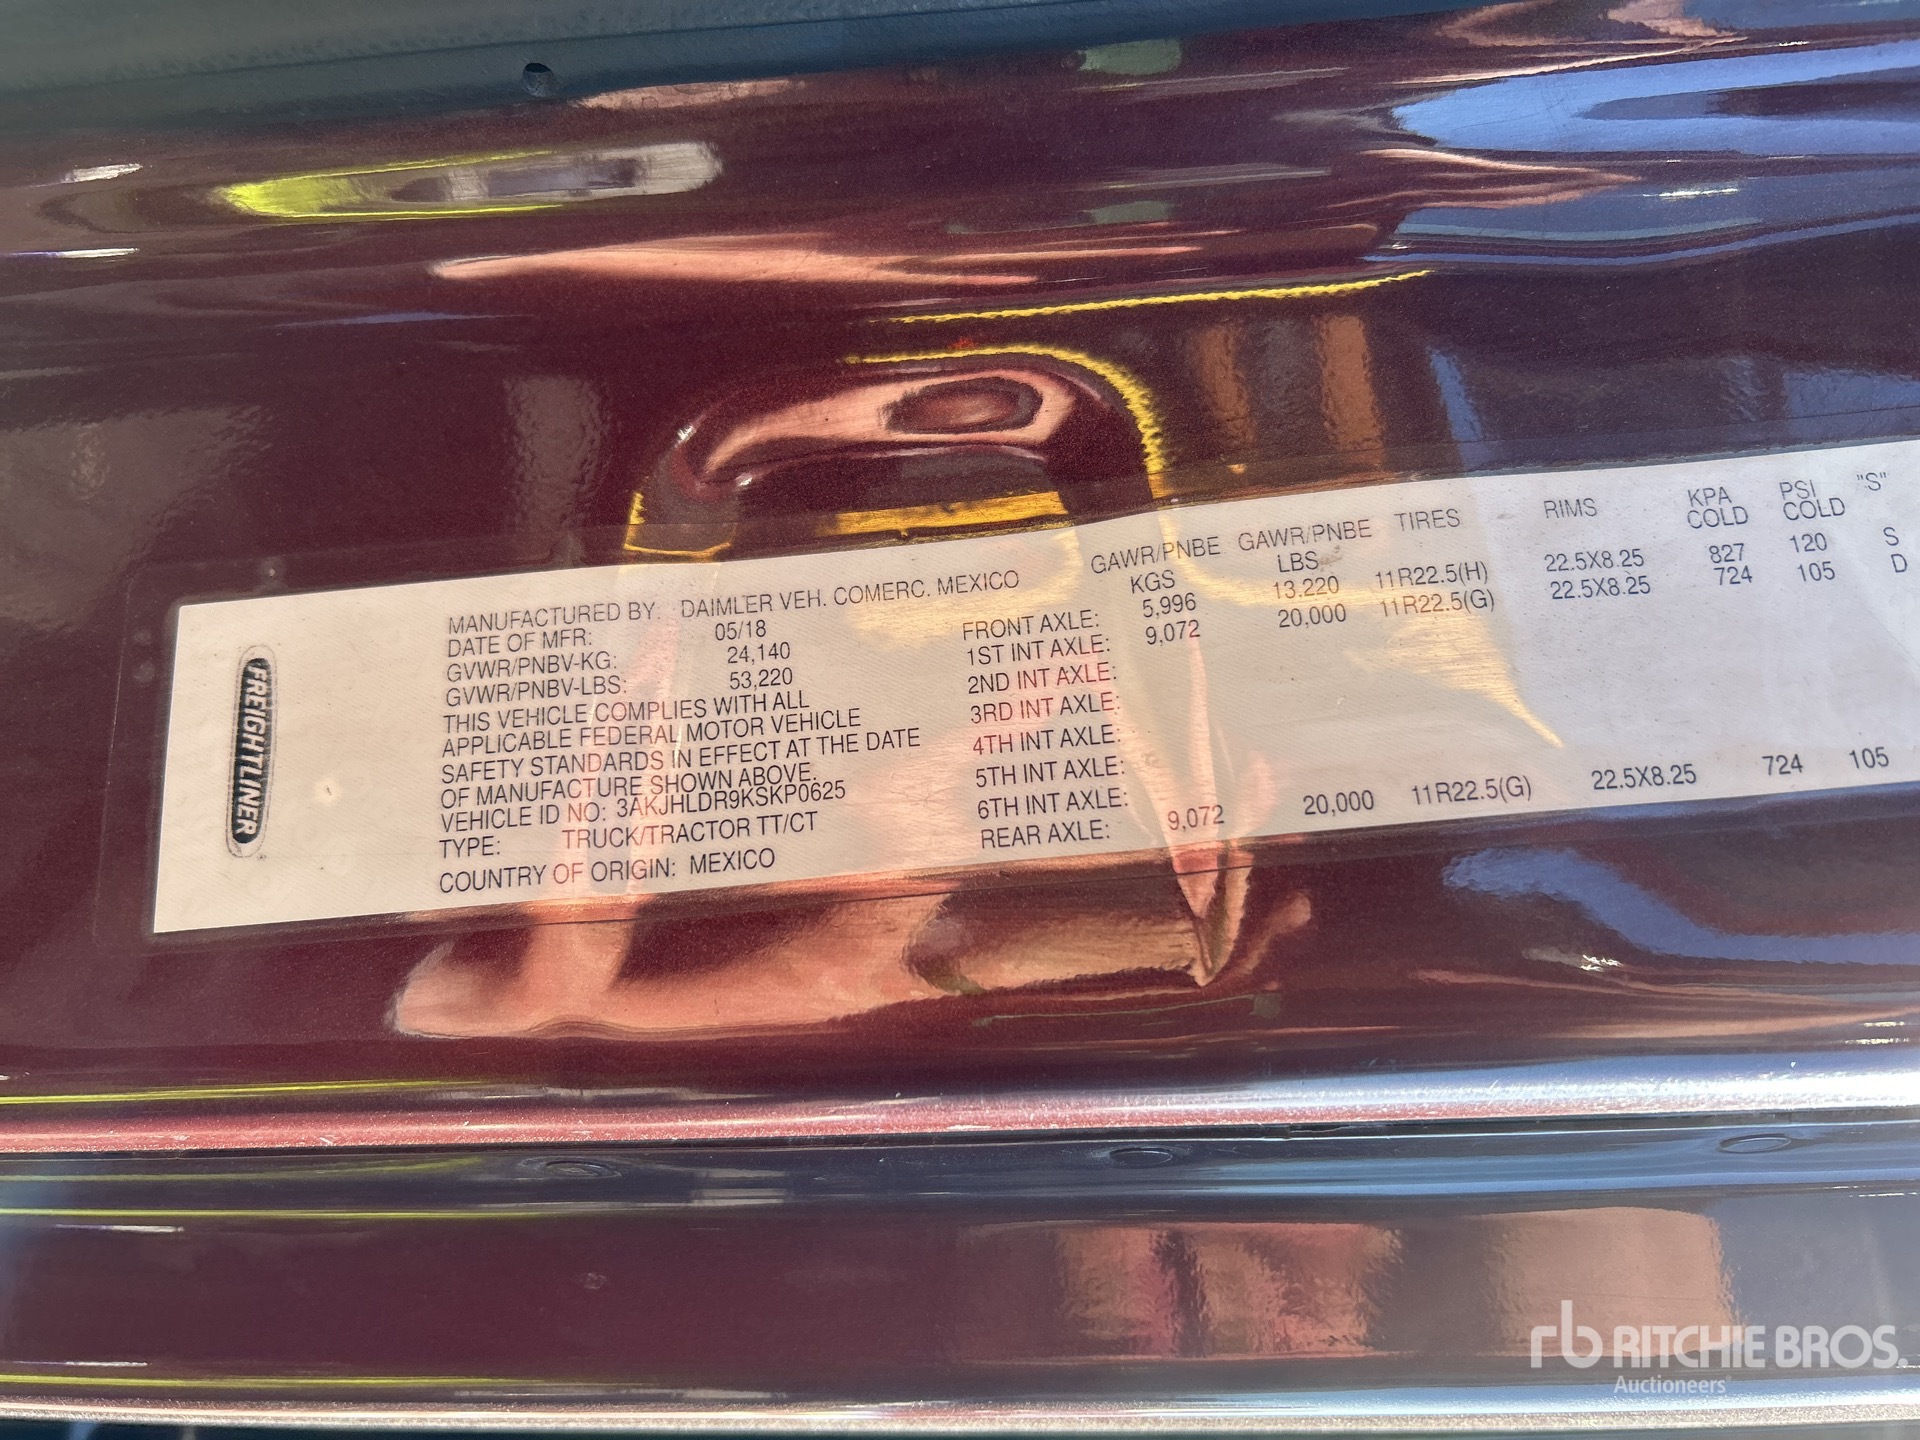 FREIGHTLINER
MANUFACTURED BY: DAIMLER VEH. COMERC. MEXICO
DATE OF MFR: 05/18
GVWR/PNBV-KG: 24,140
GVWR/PNBV-LBS: 53,220
THIS VEHICLE COMPLIES WITH ALL
APPLICABLE FEDERAL MOTOR VEHICLE
SAFETY STANDARDS IN EFFECT AT THE DATE
OF MANUFACTURE SHOWN ABOVE.
VEHICLE ID NO: 3AKJHLDR9KSKP0625
TYPE: TRUCK/TRACTOR TT/CT
COUNTRY OF ORIGIN: MEXICO
GAWR/PNBE KGS GAWR/PNBE LBS TIRES RIMS KPA COLD PSI COLD "S"
FRONT AXLE: 5,996 13,220 11R22.5(H) 22.5X8.25 827 120 S
1ST INT AXLE: 9,072 20,000 11R22.5(G) 22.5X8.25 724 105 D
2ND INT AXLE:
3RD INT AXLE:
4TH INT AXLE:
5TH INT AXLE:
6TH INT AXLE:
REAR AXLE: 9,072 20,000 11R22.5(G) 22.5X8.25 724 105
rb RITCHIE BROS.
Auctioneers